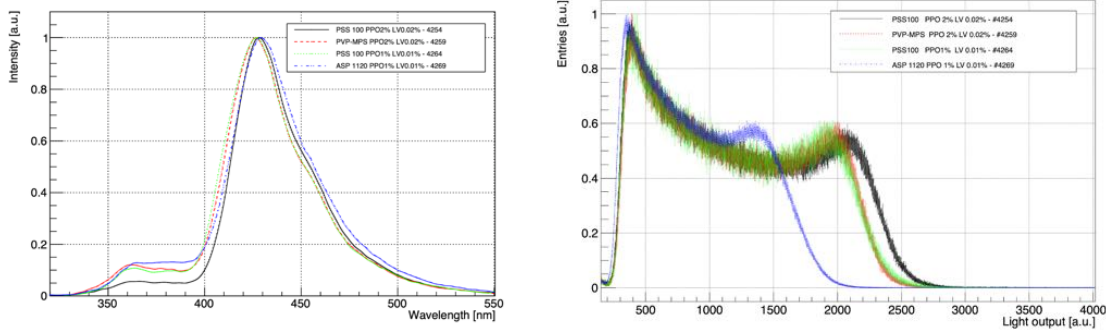 Intensity [a.u.]
1
0.8
0.6
0.4
0.2
0
350
400
450
500
550
Wavelength [nm]
PSS 100 PPO2% LV0.02% - 4254
PVP-MPS PPO2% LV0.02% - 4259
PSS 100 PPO1% LV0.01% - 4264
ASP 1120 PPO1% LV0.01% - 4269
Entries [a.u.]
1
0.8
0.6
0.4
0.2
0
500
1000
1500
2000
2500
3000
3500
4000
Light output [a.u.]
PSS100 PPO 2% LV 0.02% - #4254
PVP-MPS PPO 2% LV 0.02% - #4259
PSS100 PPO1% LV 0.01% - #4264
ASP 1120 PPO 1% LV 0.01% - #4269